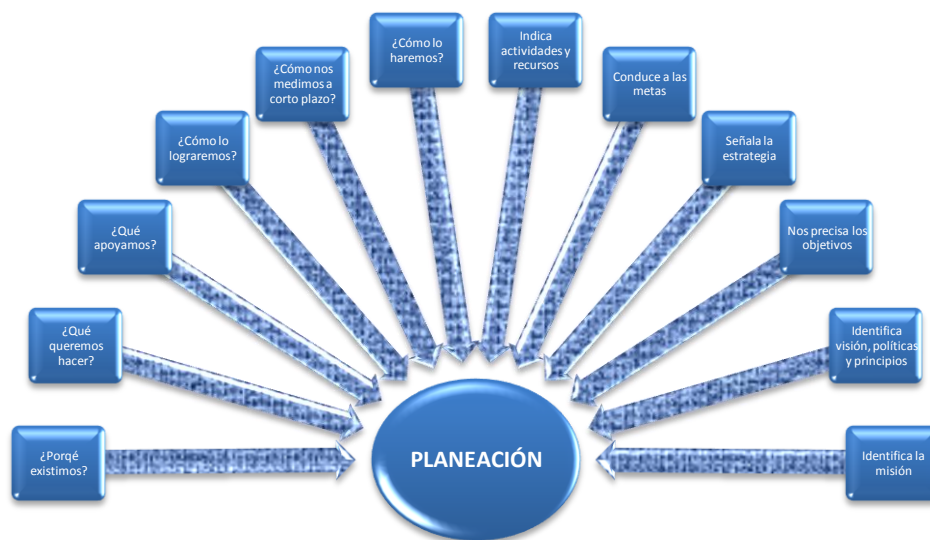 ¿Porqé
existimos?
¿Qué
queremos
hacer?
¿Qué
apoyamos?
¿Cómo lo
lograremos?
¿Cómo nos
medimos a
corto plazo?
¿Cómo lo
haremos?
Indica
actividades y
recursos
Conduce a las
metas
Señala la
estrategia
Nos precisa los
objetivos
Identifica
visión, políticas
y principios
Identifica la
misión
PLANEACIÓN